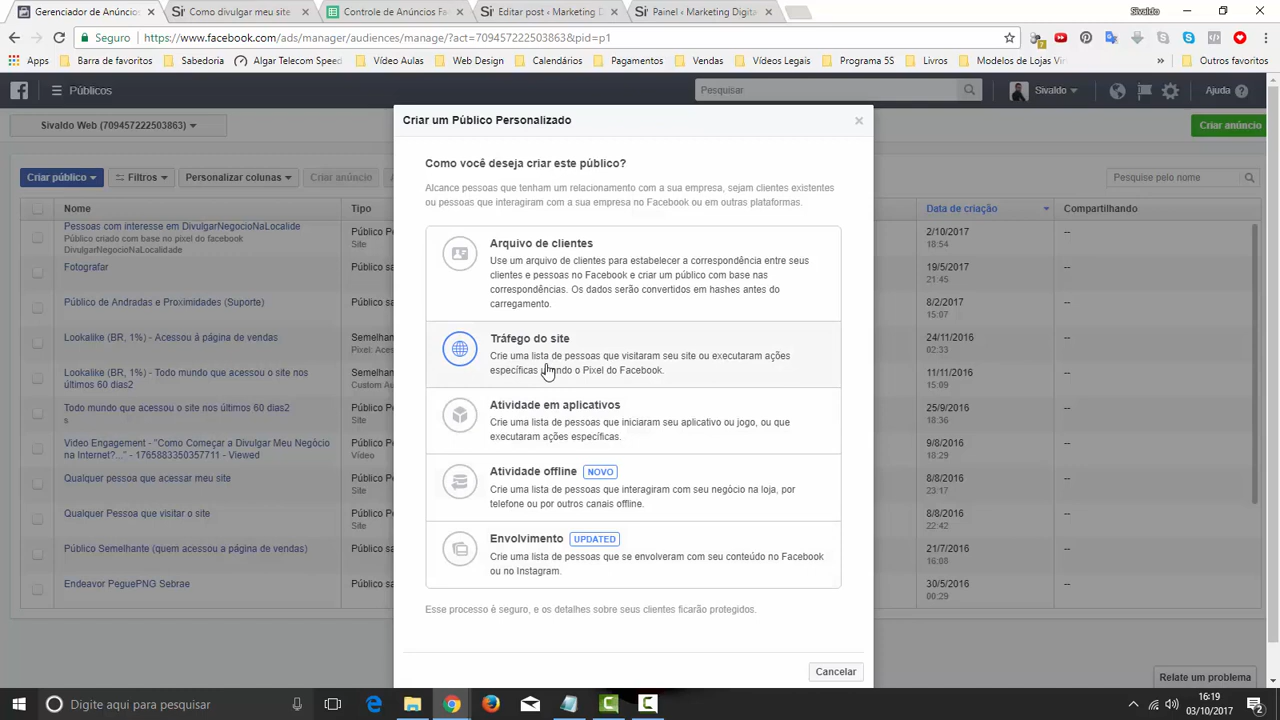 Gerenciador de Anúncios
Como divulgar meu site
Controle de Anúncios Fa
Editar post ‹ Marketing D
Painel ‹ Marketing Digita
Sivaldo
Seguro
https://www.facebook.com/ads/manager/audiences/manage/?act=709457222503863&pid=p1
7
Apps
Barra de favoritos
Sabedoria
Algar Telecom Speed
Vídeo Aulas
Web Design
Calendários
Pagamentos
Vendas
Vídeos Legais
Programa 5S
Livros
Modelos de Lojas Vir
»
Outros favoritos
Públicos
Pesquisar
Sivaldo
Ajuda
Sivaldo Web (709457222503863)
Criar anúncio
Criar público
Filtros
Personalizar colunas
Criar anúncio
Pesquise pelo nome
Nome
Tipo
Data de criação
Compartilhando
Pessoas com interesse em DivulgarNegocioNaLocalide
Público criado com base no pixel do facebook
DivulgarNegocioNaLocalidade
Público P
Site
2/10/2017
18:54
--
Fotografar
Público sa
19/5/2017
21:45
--
Público de Andradas e Proximidades (Suporte)
Público sa
8/2/2017
15:07
--
Lookalike (BR, 1%) - Acessou à página de vendas
Semelhan
Pixel: Aces
24/11/2016
02:33
--
Lookalike (BR, 1%) - Todo mundo que acessou o site nos
últimos 60 dias2
Semelhan
Custom Au
11/11/2016
15:09
--
Todo mundo que acessou o site nos últimos 60 dias2
s
Público Pe
Site
25/9/2016
18:36
--
Video Engagement - "Como Começar a Divulgar Meu Negócio
na Internet?..." - 1765883350357711 - Viewed
Público Pe
Vídeo
9/8/2016
18:29
--
Qualquer pessoa que acessar meu site
Público Pe
Site
8/8/2016
23:17
--
Qualquer Pessoa que visitar o site
Público Pe
Site
8/8/2016
22:42
--
Público Semelhante (quem acessou a página de vendas)
Público sa
21/7/2016
16:08
--
Endeavor PeguePNG Sebrae
Público sa
30/5/2016
00:29
--
Criar um Público Personalizado
×
Como você deseja criar este público?
Alcance pessoas que tenham um relacionamento com a sua empresa, sejam clientes existentes
ou pessoas que interagiram com a sua empresa no Facebook ou em outras plataformas.
Arquivo de clientes
Use um arquivo de clientes para estabelecer a correspondência entre seus
clientes e pessoas no Facebook e criar um público com base nas
correspondências. Os dados serão convertidos em hashes antes do
carregamento.
Tráfego do site
Crie uma lista de pessoas que visitaram seu site ou executaram ações
específicas o Pixel do Facebook.
Atividade em aplicativos
Crie uma lista de pessoas que iniciaram seu aplicativo ou jogo, ou que
executaram ações específicas.
Atividade offline NOVO
Crie uma lista de pessoas que interagiram com seu negócio na loja, por
telefone ou por outros canais offline.
Envolvimento UPDATED
Crie uma lista de pessoas que se envolveram com seu conteúdo no Facebook
ou no Instagram.
Esse processo é seguro, e os detalhes sobre seus clientes ficarão protegidos.
Cancelar
Relate um problema
Digite aqui para pesquisar
16:19
03/10/2017
2